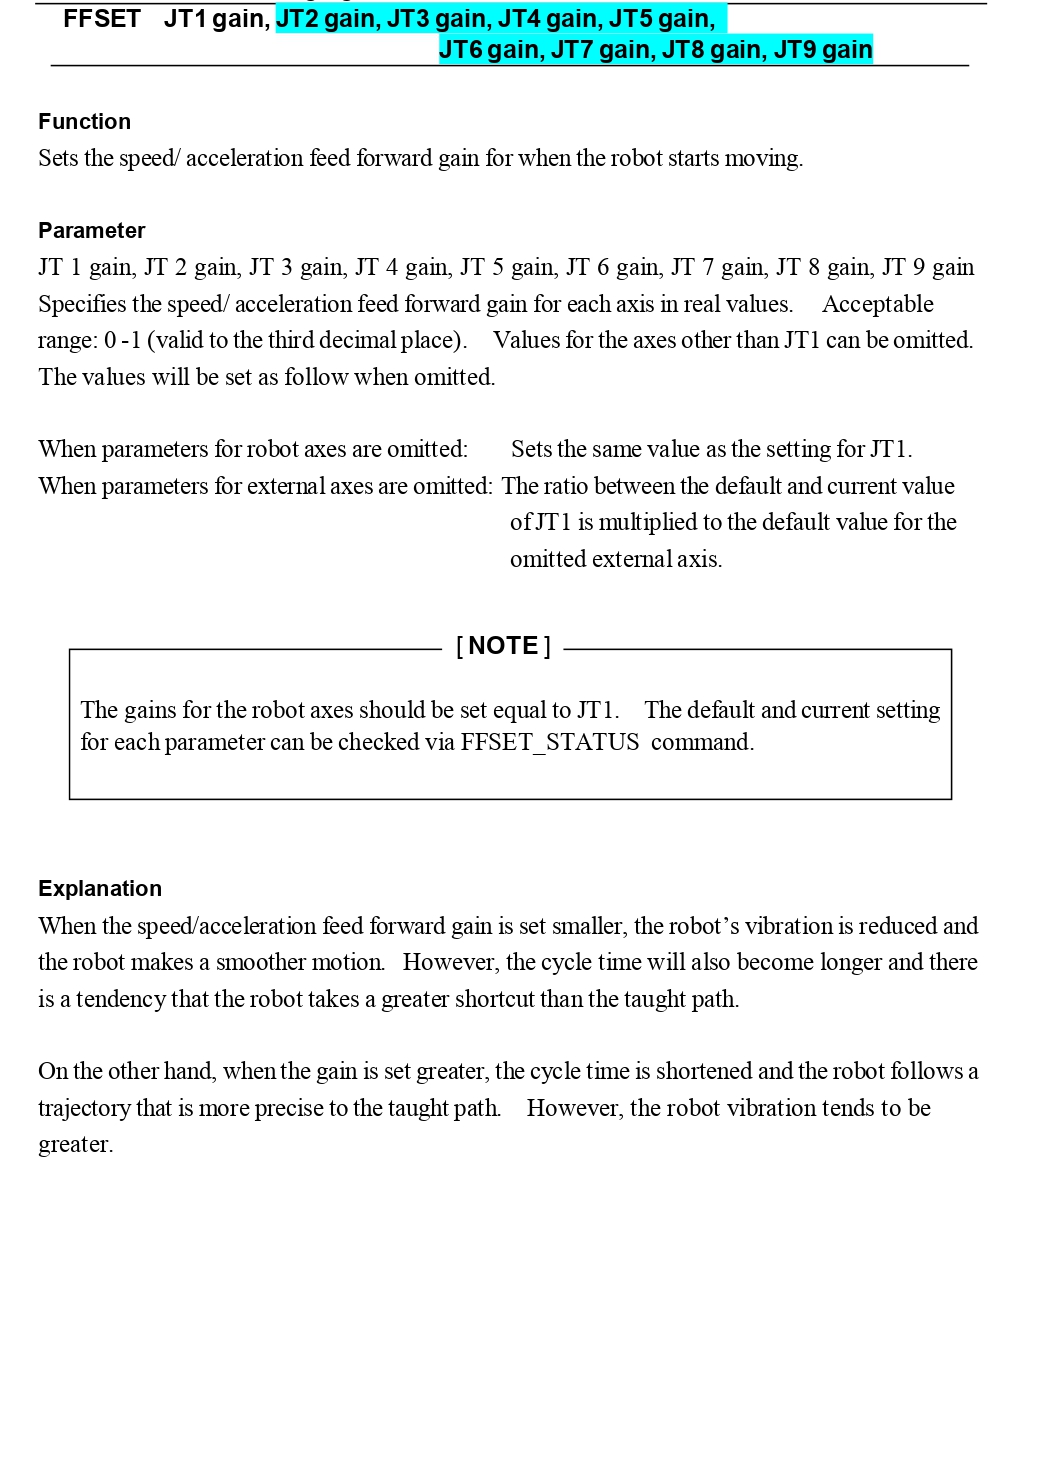 FFSET JT1 gain, JT2 gain, JT3 gain, JT4 gain, JT5 gain,
JT6 gain, JT7 gain, JT8 gain, JT9 gain
Function
Sets the speed/ acceleration feed forward gain for when the robot starts moving.
Parameter
JT 1 gain, JT 2 gain, JT 3 gain, JT 4 gain, JT 5 gain, JT 6 gain, JT 7 gain, JT 8 gain, JT 9 gain
Specifies the speed/ acceleration feed forward gain for each axis in real values. Acceptable
range: 0 -1 (valid to the third decimal place). Values for the axes other than JT1 can be omitted.
The values will be set as follow when omitted.
When parameters for robot axes are omitted: Sets the same value as the setting for JT1.
When parameters for external axes are omitted: The ratio between the default and current value
of JT1 is multiplied to the default value for the
omitted external axis.
[ NOTE ]
The gains for the robot axes should be set equal to JT1. The default and current setting
for each parameter can be checked via FFSET_STATUS command.
Explanation
When the speed/acceleration feed forward gain is set smaller, the robot’s vibration is reduced and
the robot makes a smoother motion. However, the cycle time will also become longer and there
is a tendency that the robot takes a greater shortcut than the taught path.
On the other hand, when the gain is set greater, the cycle time is shortened and the robot follows a
trajectory that is more precise to the taught path. However, the robot vibration tends to be
greater.